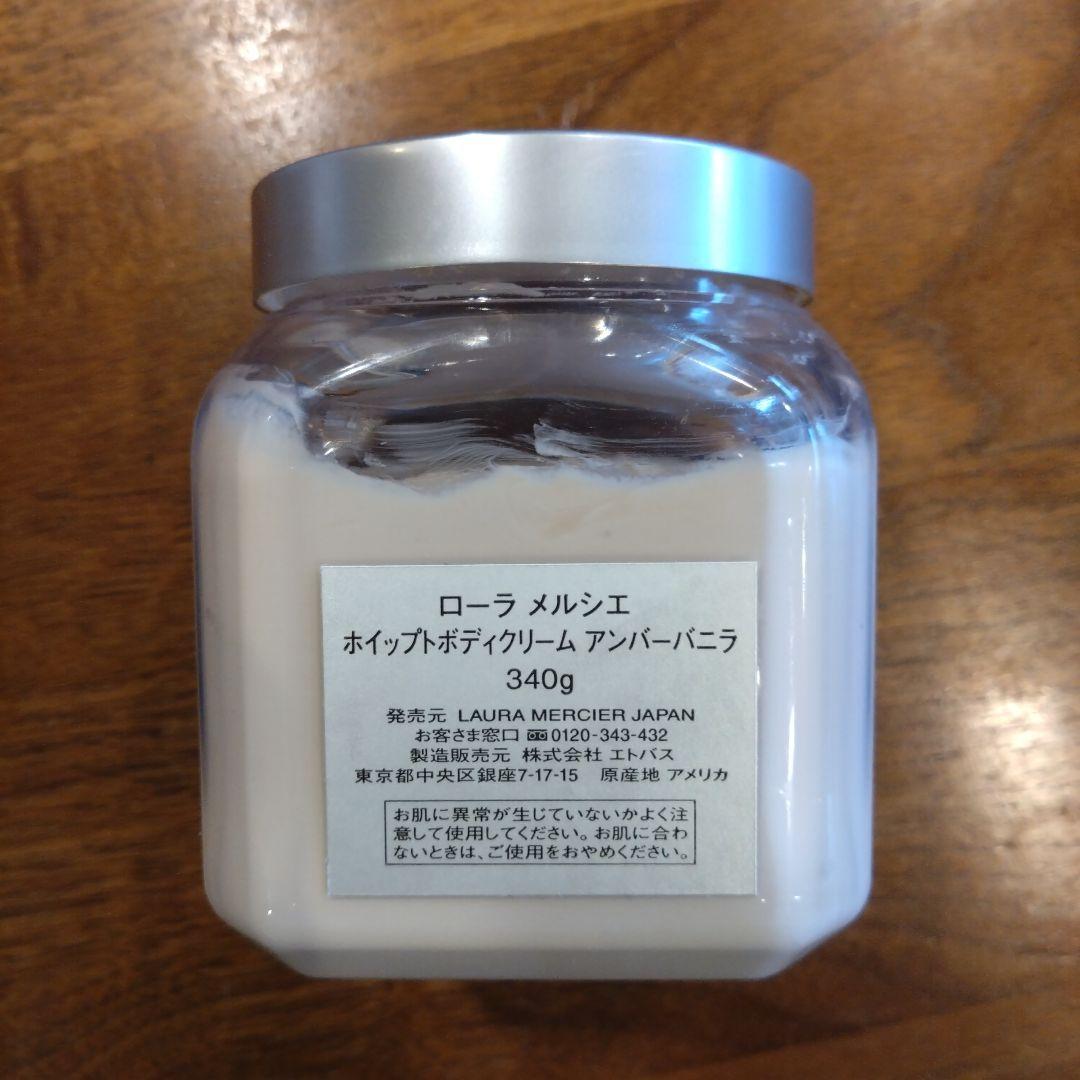 ローラ メルシエ
ホイップトボディクリーム アンバーバニラ
340g
発売元 LAURA MERCIER JAPAN
お客さま窓口 0120-343-432
製造販売元 株式会社 エトバス
東京都中央区銀座7-17-15 原産地 アメリカ
お肌に異常が生じていないかよく注
意して使用してください。お肌に合わ
ないときは、ご使用をおやめください。